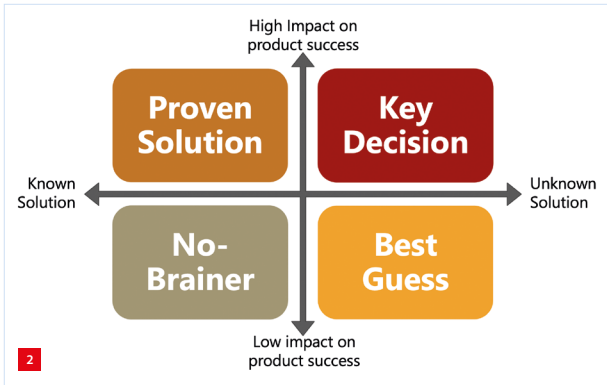 High Impact on
product success
Proven
Solution
Key
Decision
Known
Solution
Unknown
Solution
No-
Brainer
Best
Guess
Low impact on
product success
2